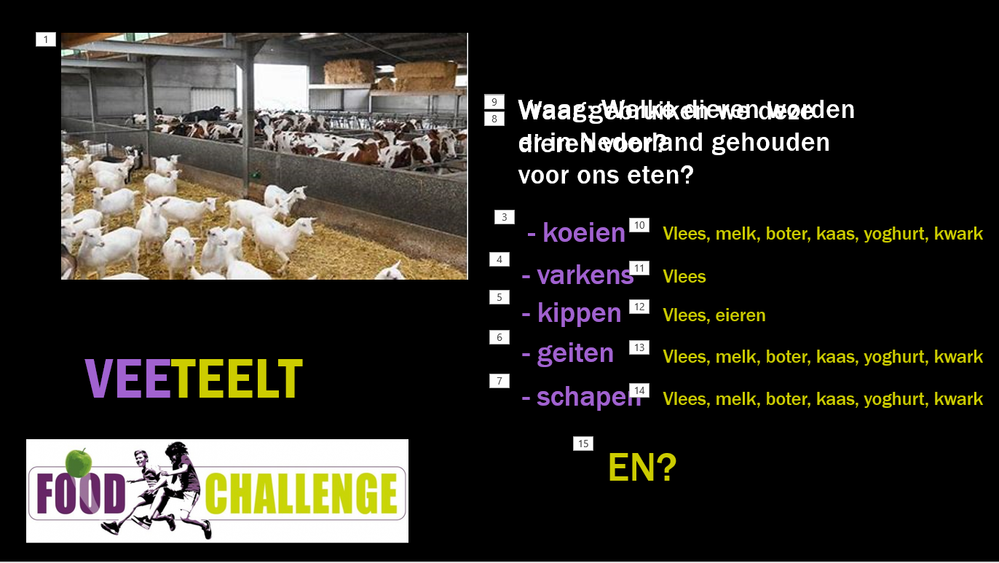 1
9
8
Vraag: Welke dieren worden
er in Nederland gehouden
voor ons eten?
Waar gebruiken we deze
dieren voor?
3
- koeien
10
Vlees, melk, boter, kaas, yoghurt, kwark
4
- varkens
11
Vlees
5
- kippen
12
Vlees, eieren
6
- geiten
13
Vlees, melk, boter, kaas, yoghurt, kwark
7
- schapen
14
Vlees, melk, boter, kaas, yoghurt, kwark
VEETEELT
15
EN?
FOOD CHALLENGE